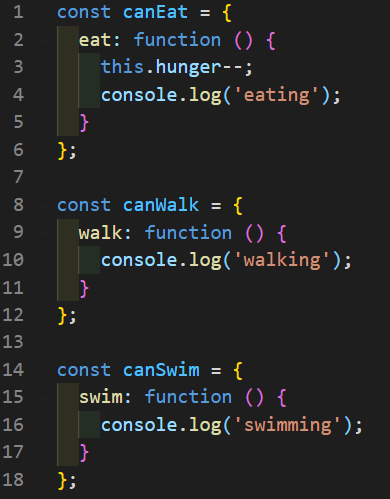 1 const canEat = {
2   eat: function () {
3     this.hunger--;
4     console.log('eating');
5   }
6 };
7
8 const canWalk = {
9   walk: function () {
10     console.log('walking');
11   }
12 };
13
14 const canSwim = {
15   swim: function () {
16     console.log('swimming');
17   }
18 };